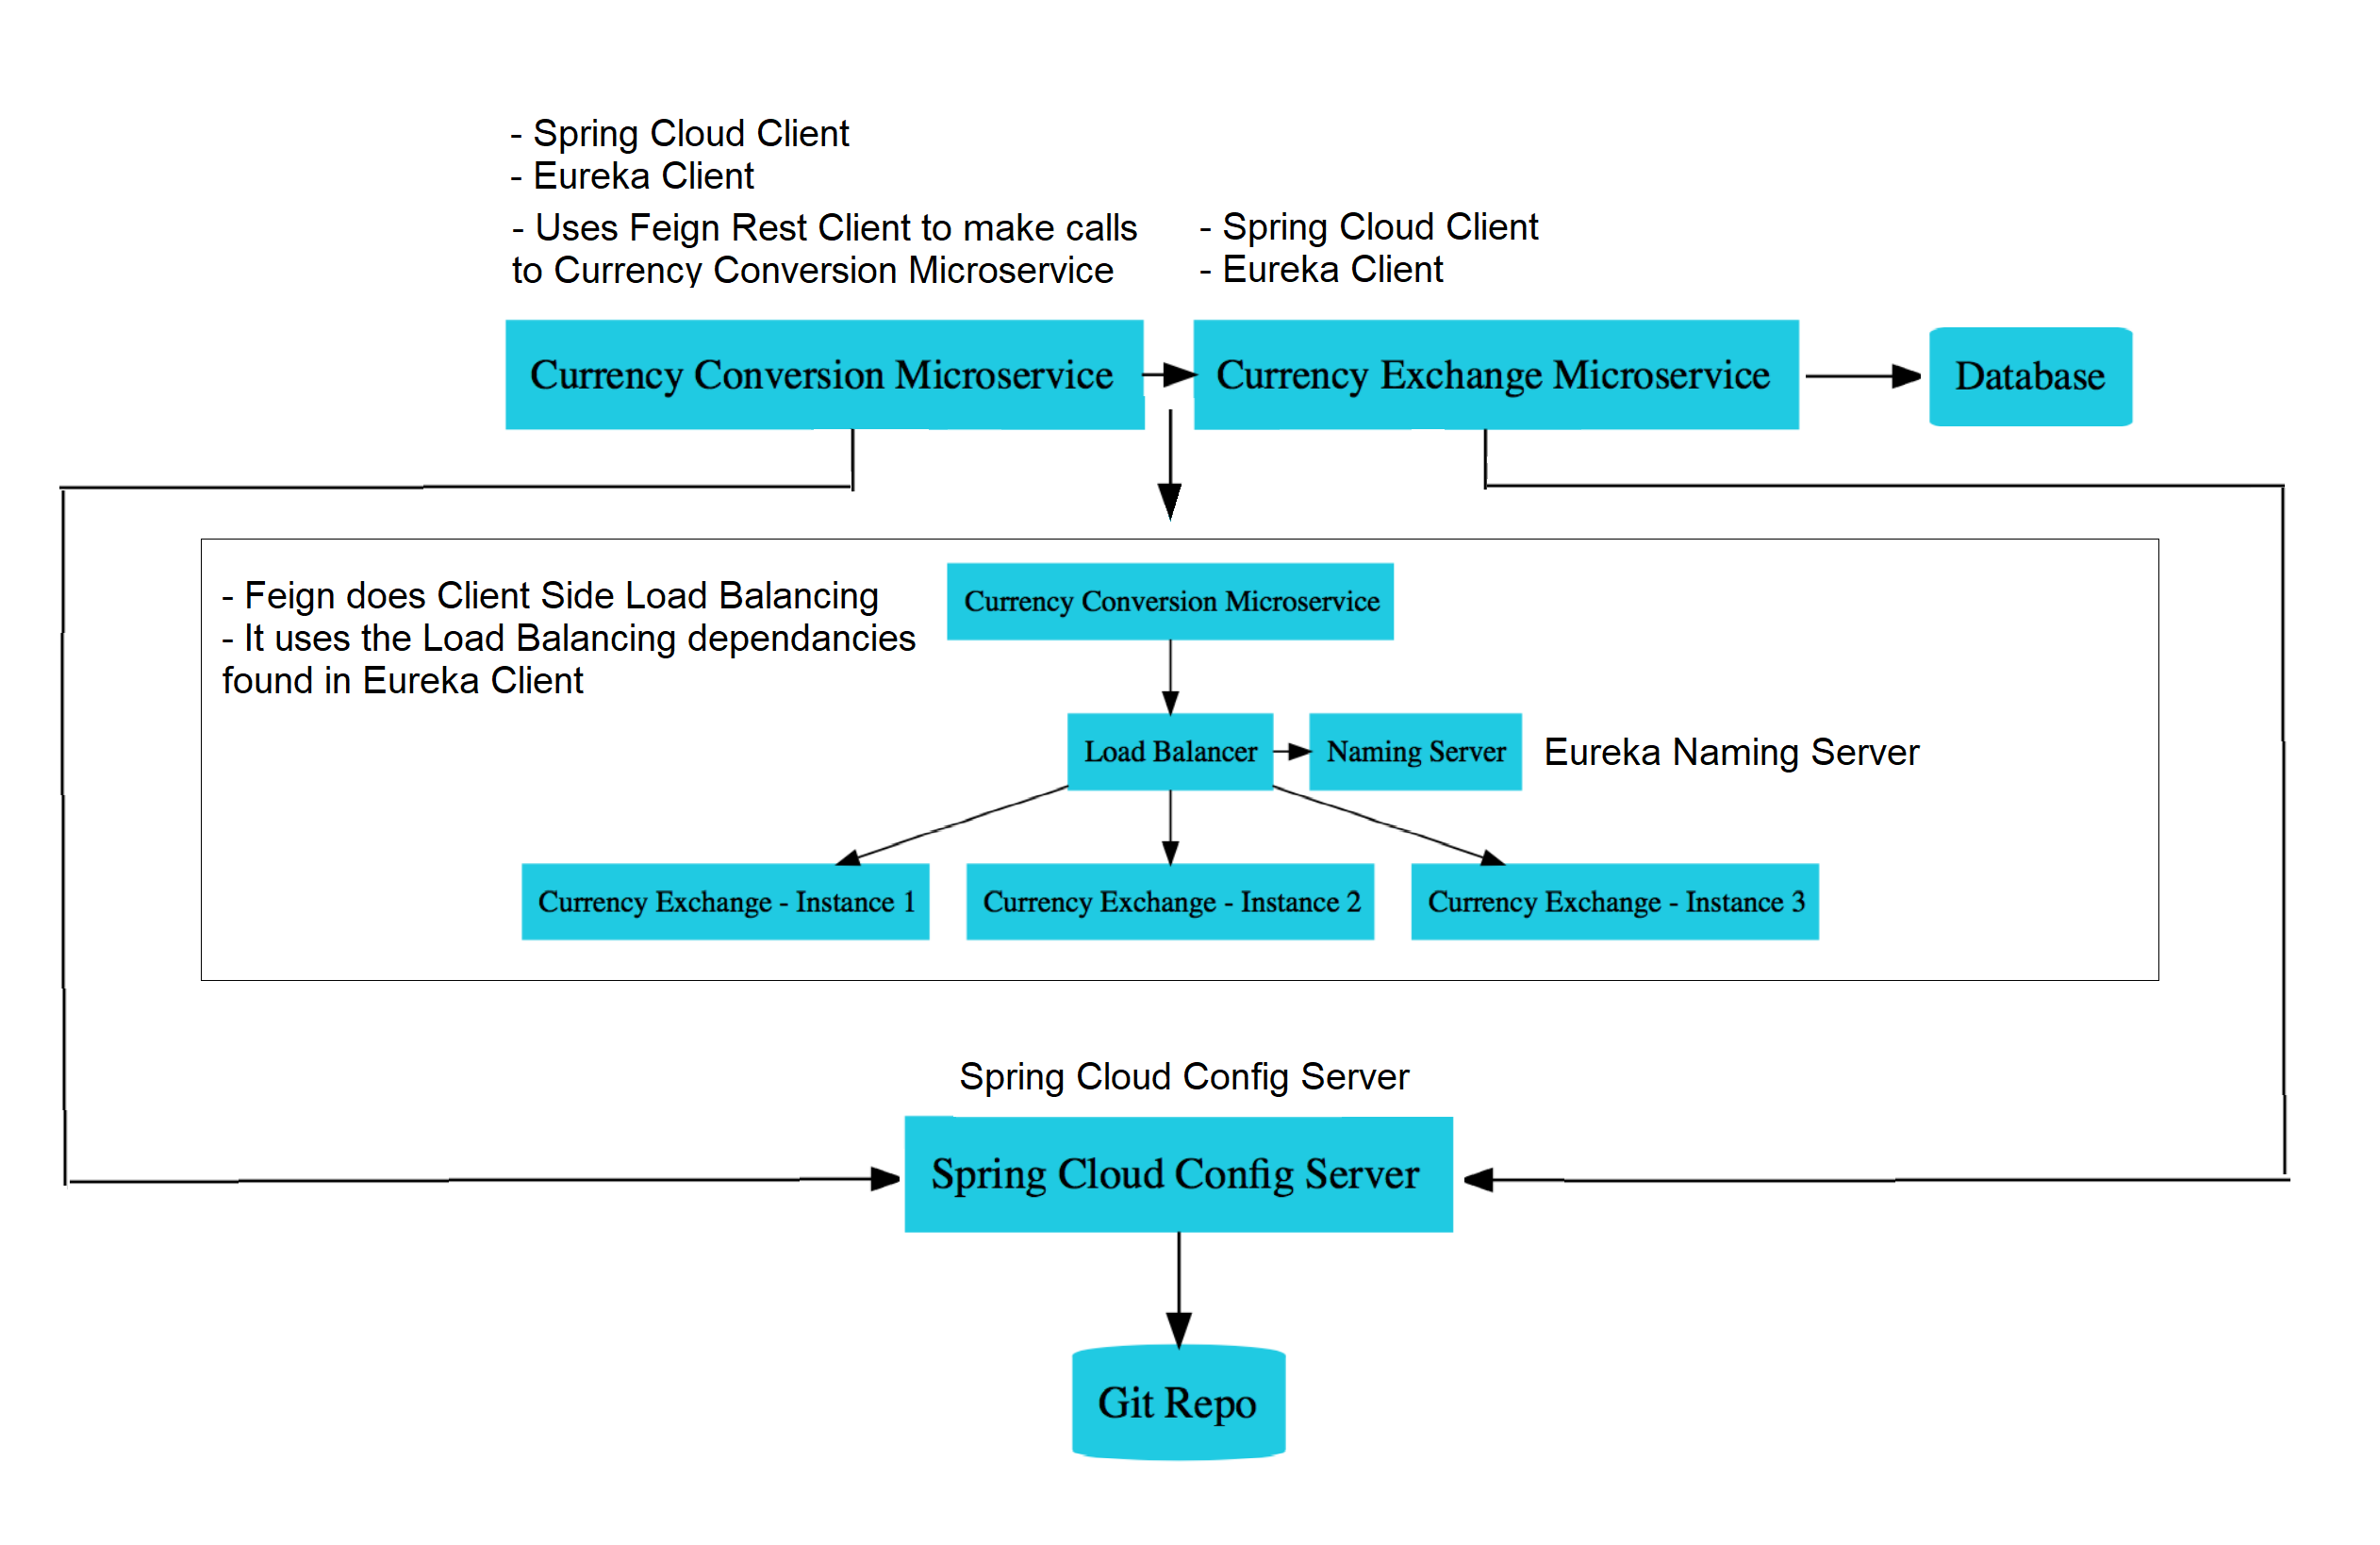 - Spring Cloud Client
- Eureka Client
- Uses Feign Rest Client to make calls
to Currency Conversion Microservice
- Spring Cloud Client
- Eureka Client
Currency Conversion Microservice
Currency Exchange Microservice
Database
- Feign does Client Side Load Balancing
- It uses the Load Balancing dependancies
found in Eureka Client
Currency Conversion Microservice
Load Balancer
Naming Server
Eureka Naming Server
Currency Exchange - Instance 1
Currency Exchange - Instance 2
Currency Exchange - Instance 3
Spring Cloud Config Server
Spring Cloud Config Server
Git Repo